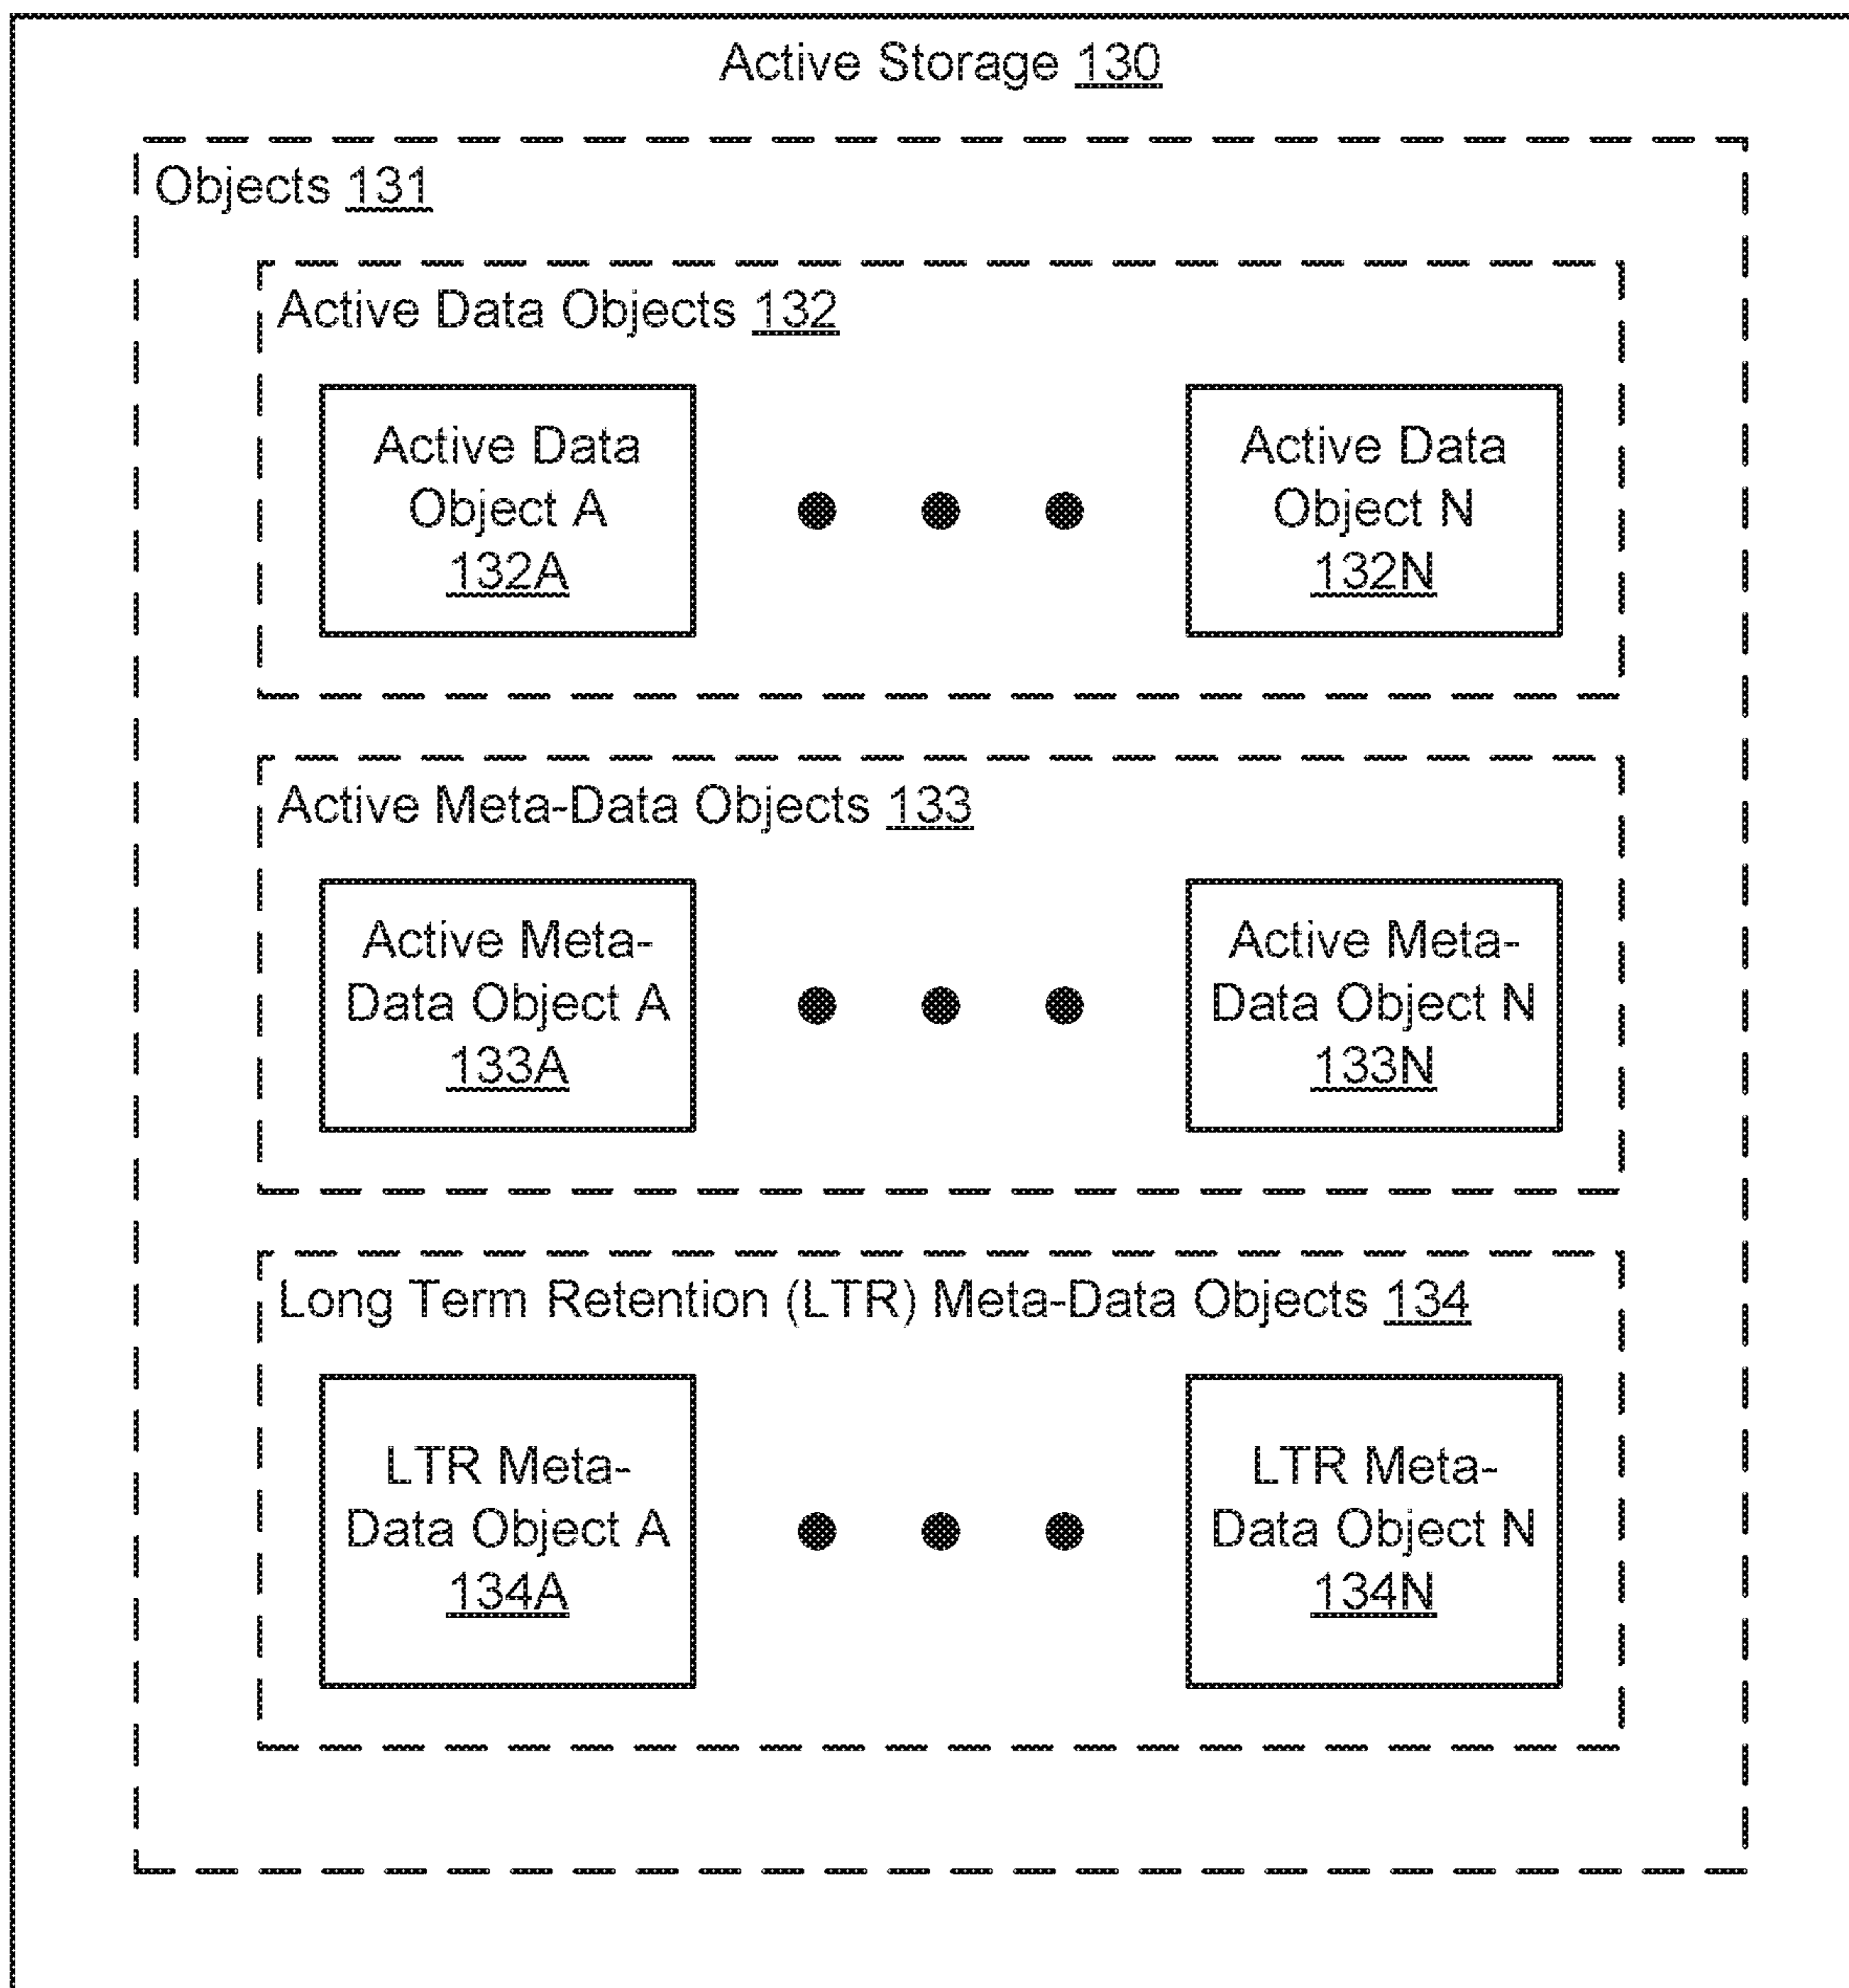 Active Storage 130
Objects 131
Active Data Objects 132
Active Data
Object A
132A
Active Data
Object N
132N
Active Meta-Data Objects 133
Active Meta-
Data Object A
133A
Active Meta-
Data Object N
133N
Long Term Retention (LTR) Meta-Data Objects 134
LTR Meta-
Data Object A
134A
LTR Meta-
Data Object N
134N